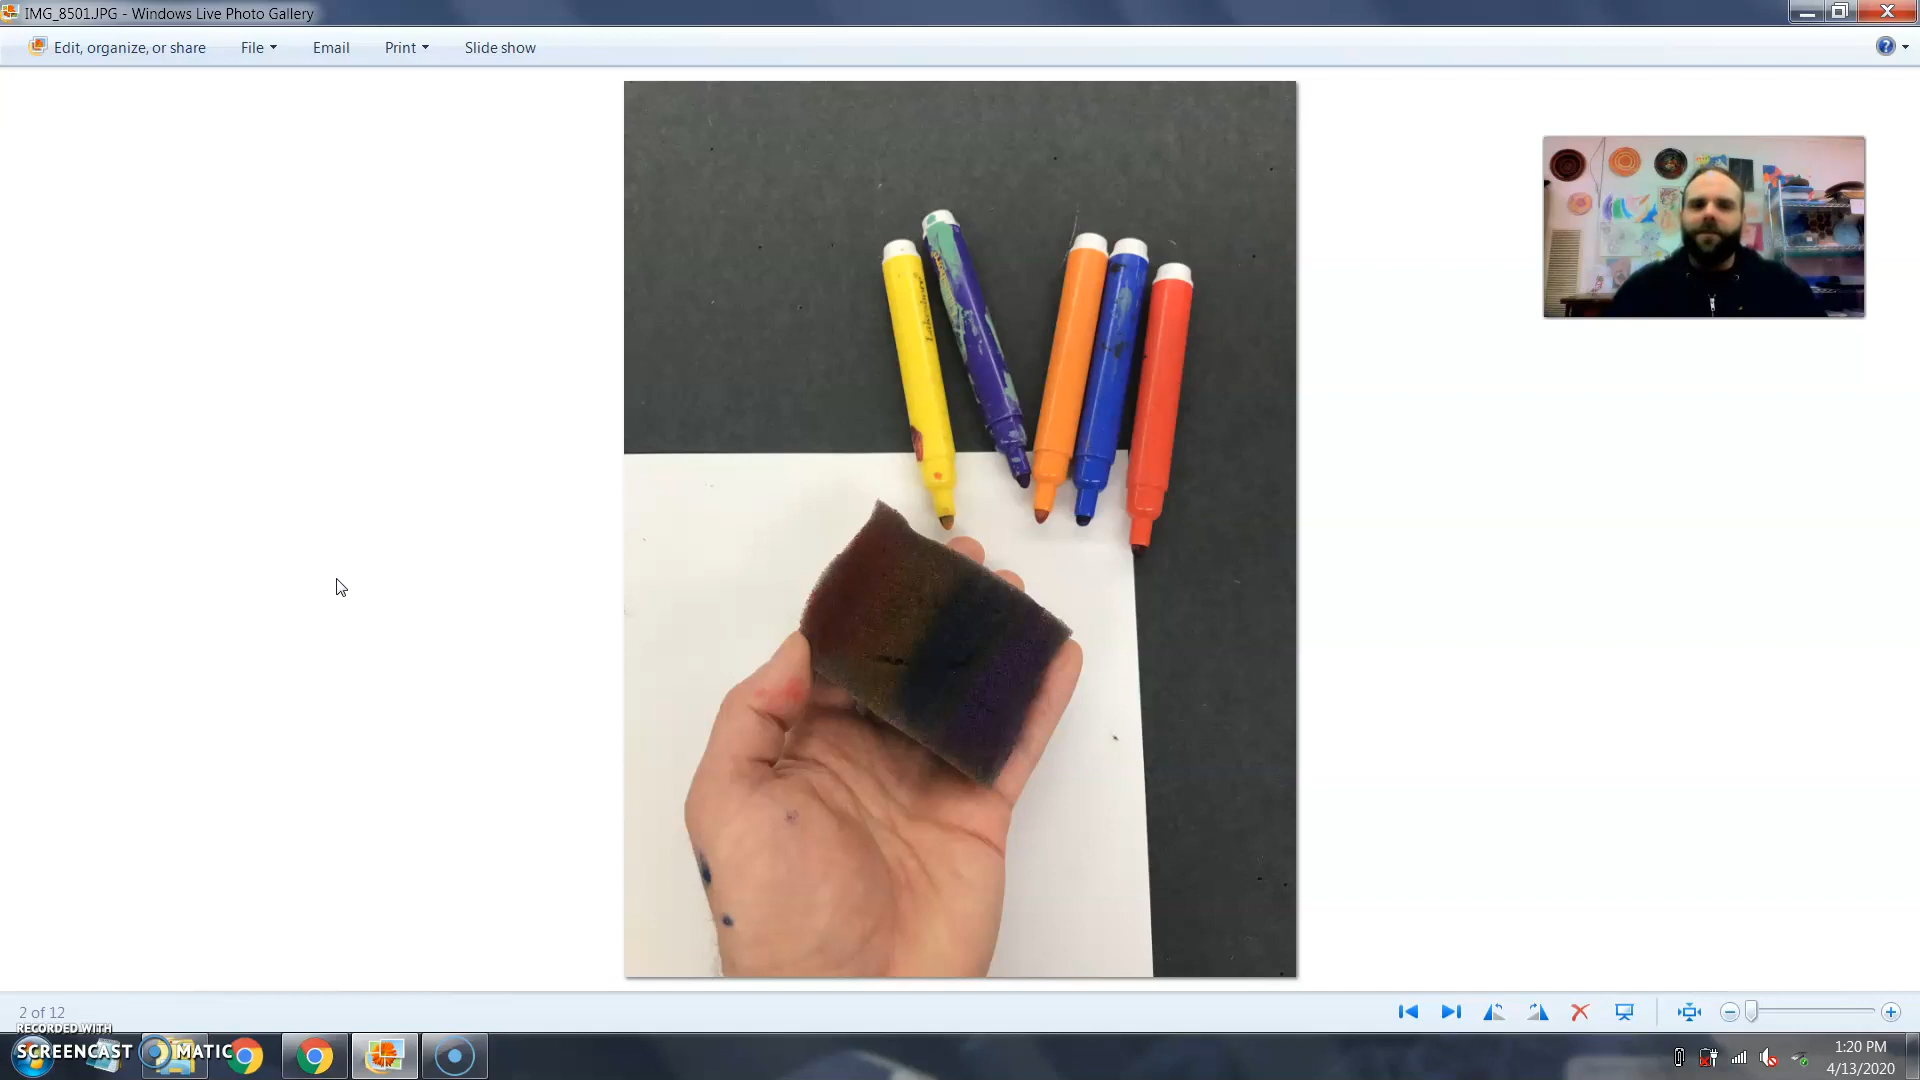 IMG_8501.JPG - Windows Live Photo Gallery
Edit, organize, or share File Email Print Slide show
Lakeshore
2 of 12
RECORDED WITH
SCREENCAST MATIC
1:20 PM
4/13/2020